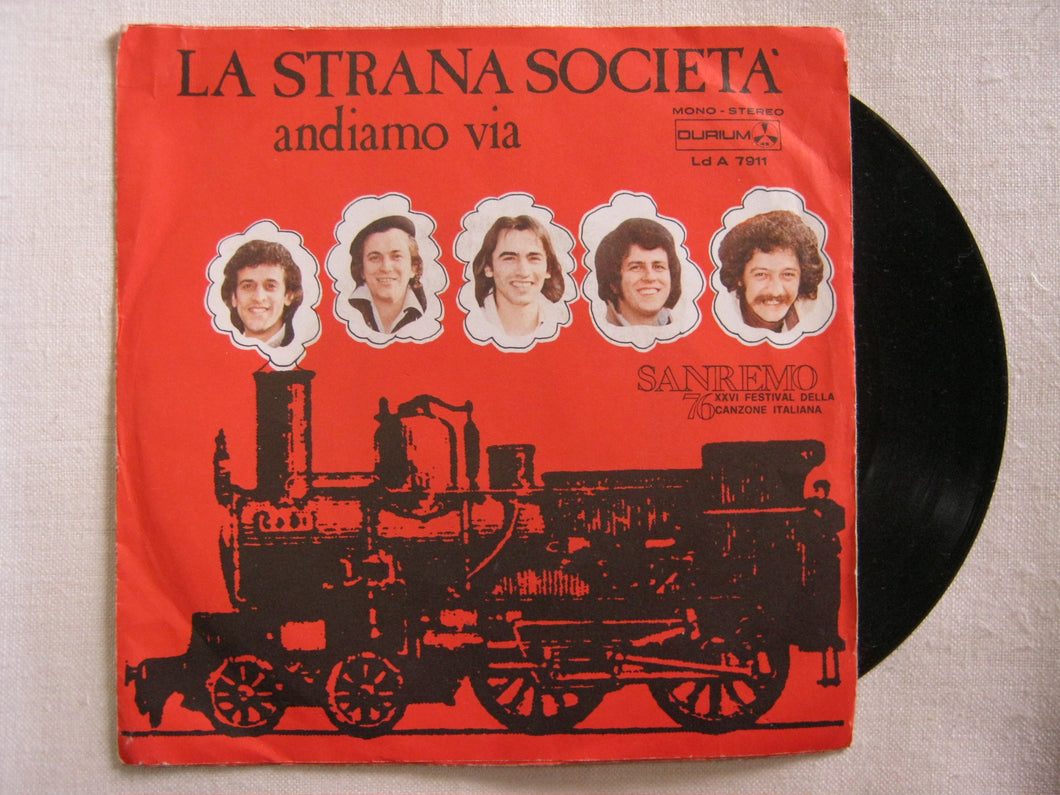 LA STRANA SOCIETA'
andiamo via
MONO - STEREO
DURIUM
Ld A 7911
SANREMO
76 XXVI FESTIVAL DELLA
CANZONE ITALIANA